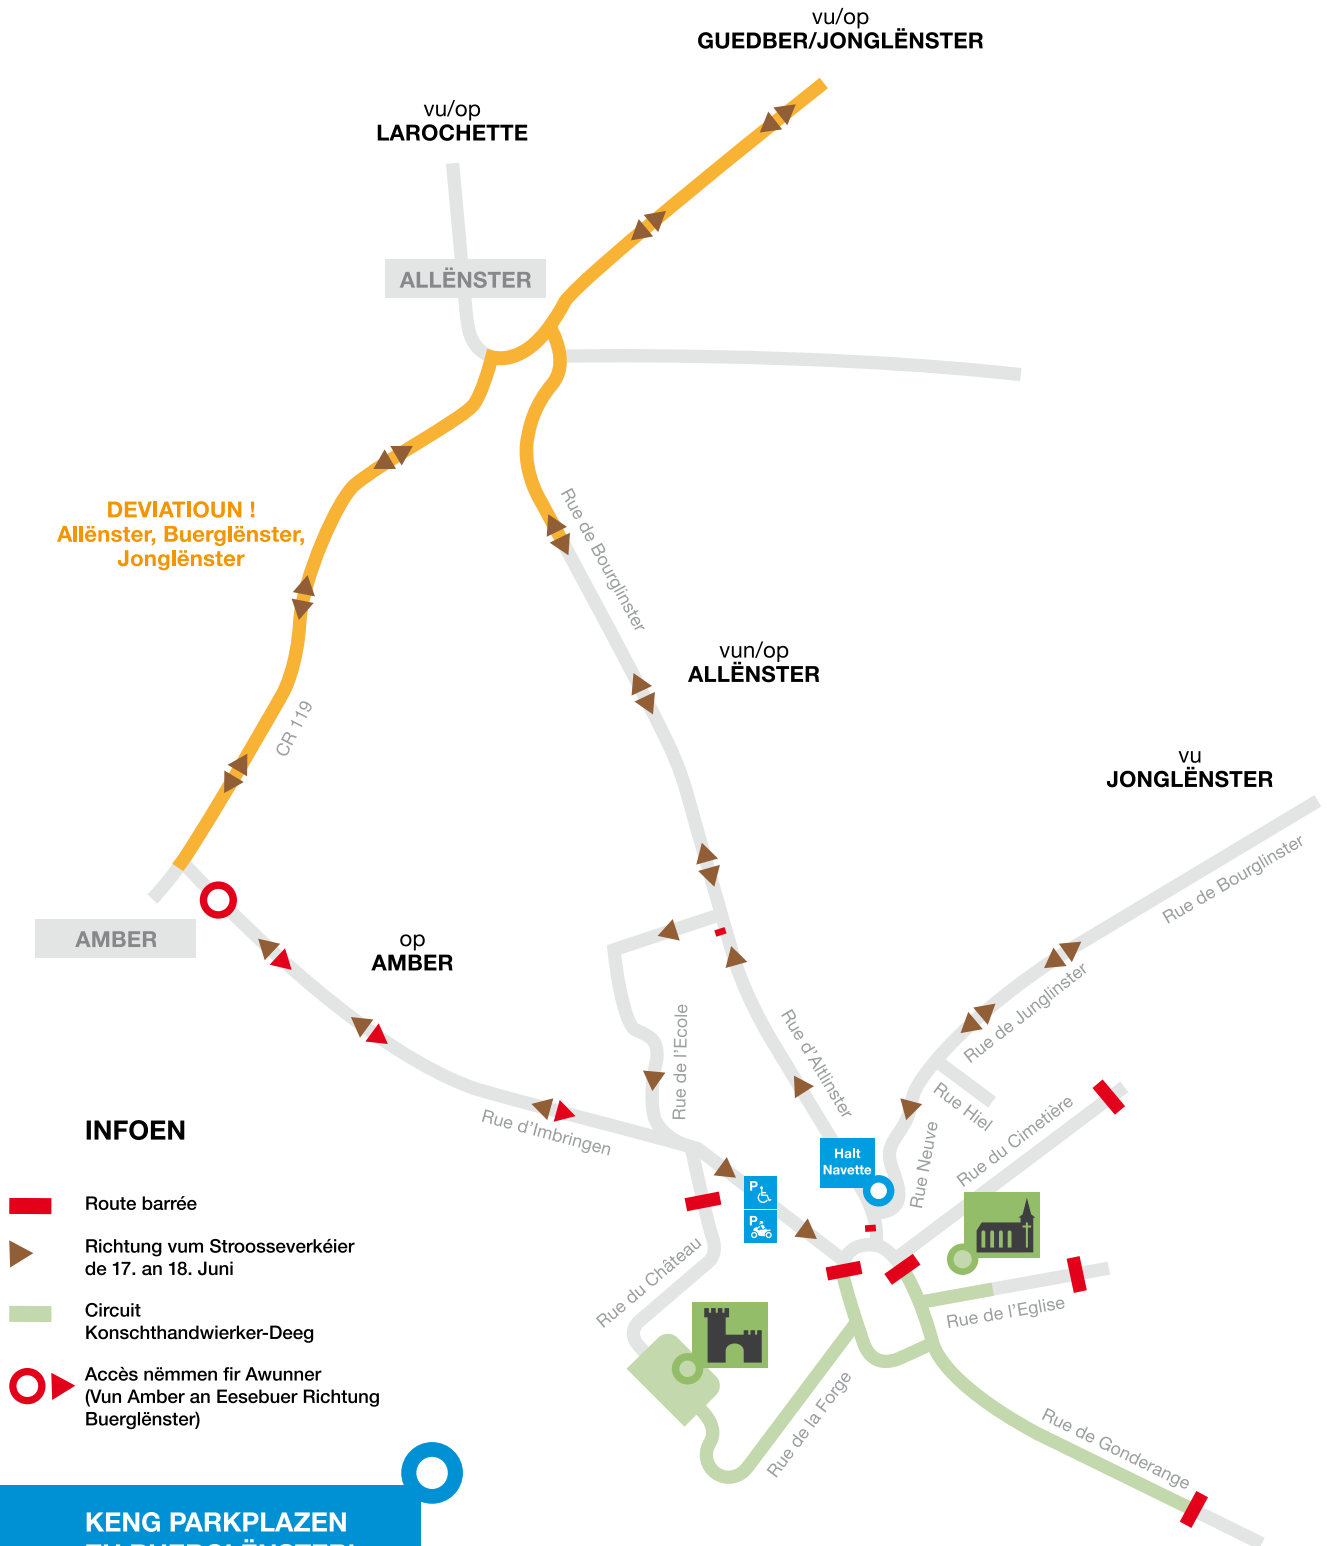 vu/op
GUEDBER/JONGLËNSTER
vu/op
LAROCHETTE
ALLËNSTER
DEVIATIOUN !
Allënster, Buerglënster,
Jonglënster
Rue de Bourglinster
vun/op
ALLËNSTER
CR 119
vu
JONGLËNSTER
Rue de Bourglinster
AMBER
op
AMBER
Rue de l'Ecole
Rue d'Altlinster
Rue de Junglinster
Rue Hiel
Rue du Cimetière
Rue Neuve
Rue d'Imbringen
Halt
Navette
P
P
Rue du Château
Rue de l'Eglise
Rue de la Forge
Rue de Gonderange
INFOEN
Route barrée
Richtung vum Stroosseverkéier
de 17. an 18. Juni
Circuit
Konschthandwierker-Deeg
Accès nëmmen fir Awunner
(Vun Amber an Eesebuer Richtung
Buerglënster)
KENG PARKPLAZEN
ZU BUERGLËNSTER!